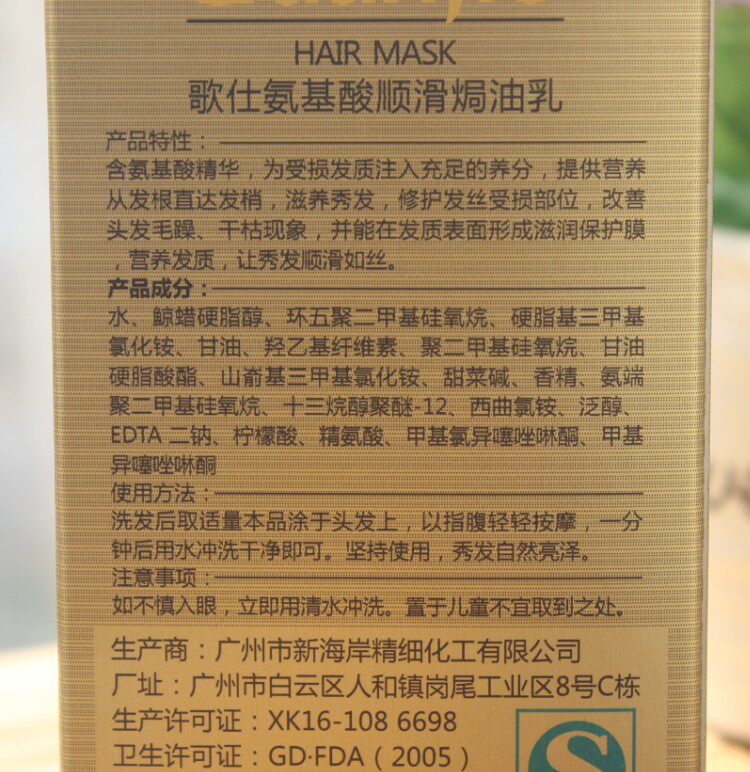 HAIR MASK
歌仕氨基酸顺滑焗油乳
产品特性：
含氨基酸精华，为受损发质注入充足的养分，提供营养
从发根直达发梢，滋养秀发，修护发丝受损部位，改善
头发毛躁、干枯现象，并能在发质表面形成滋润保护膜
，营养发质，让秀发顺滑如丝。
产品成分：
水、鲸蜡硬脂醇、环五聚二甲基硅氧烷、硬脂基三甲基
氯化铵、甘油、羟乙基纤维素、聚二甲基硅氧烷、甘油
硬脂酸酯、山嵛基三甲基氯化铵、甜菜碱、香精、氨端
聚二甲基硅氧烷、十三烷醇聚醚-12、西曲氯铵、泛醇、
EDTA 二钠、柠檬酸、精氨酸、甲基氯异噻唑啉酮、甲基
异噻唑啉酮
使用方法：
洗发后取适量本品涂于头发上，以指腹轻轻按摩，一分
钟后用水冲洗干净即可。坚持使用，秀发自然亮泽。
注意事项：
如不慎入眼，立即用清水冲洗。置于儿童不宜取到之处。
生产商：广州市新海岸精细化工有限公司
厂址：广州市白云区人和镇岗尾工业区8号C栋
生产许可证：XK16-108 6698
卫生许可证：GD·FDA（2005）